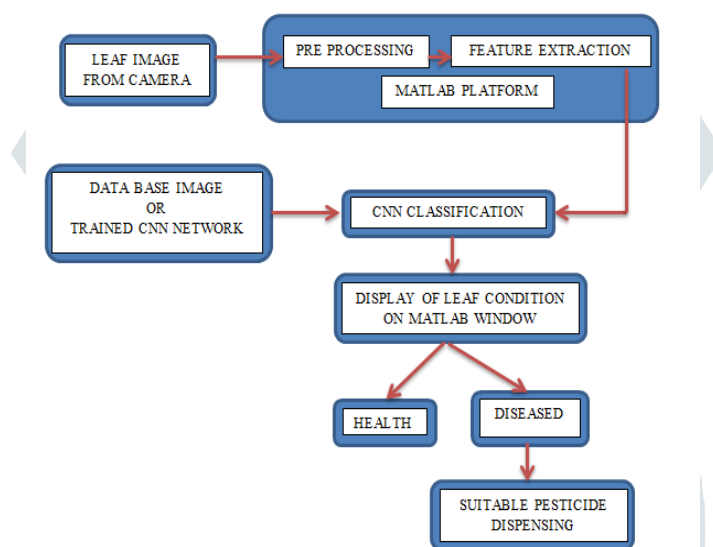 LEAF IMAGE
FROM CAMERA
PRE PROCESSING
FEATURE EXTRACTION
MATLAB PLATFORM
DATA BASE IMAGE
OR
TRAINED CNN NETWORK
CNN CLASSIFICATION
DISPLAY OF LEAF CONDITION
ON MATLAB WINDOW
HEALTH
DISEASED
SUITABLE PESTICIDE
DISPENSING